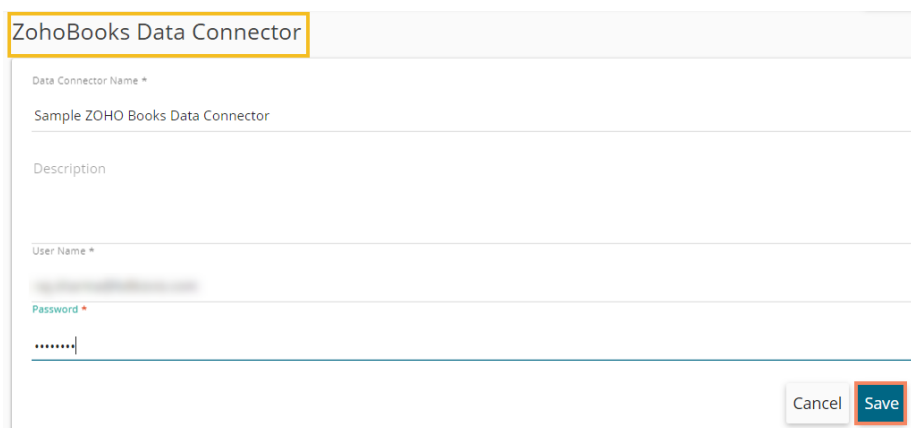 ZohoBooks Data Connector
Data Connector Name *
Sample ZOHO Books Data Connector
Description
User Name *
Password *
••••••••
Cancel Save